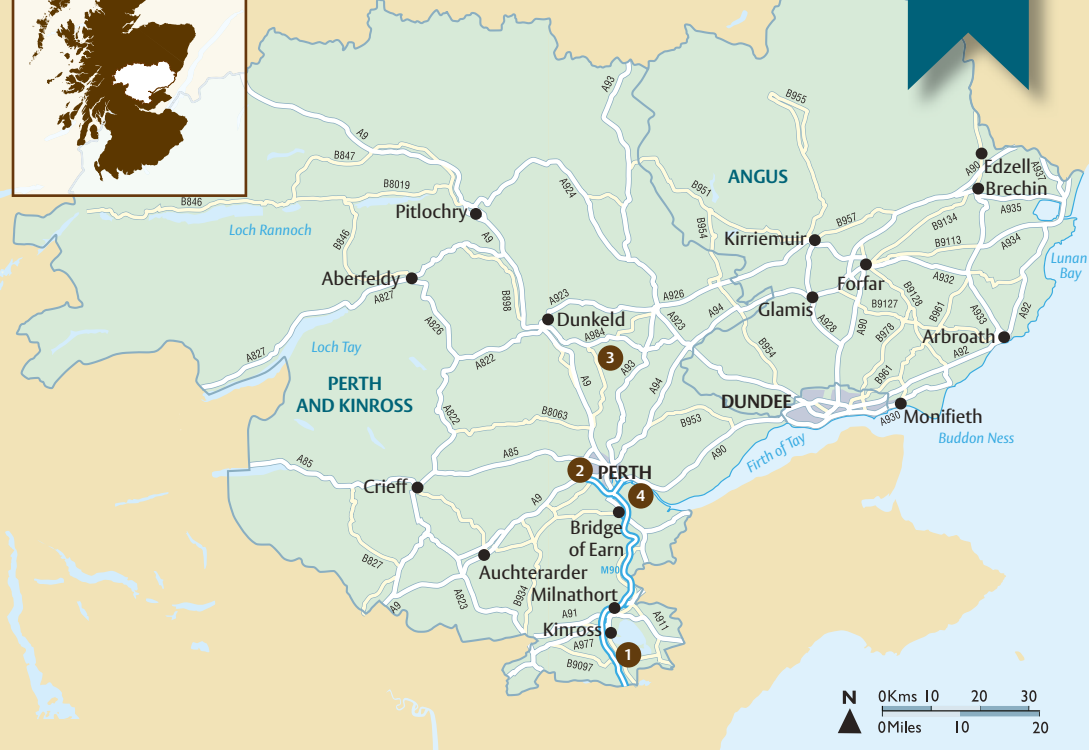 A93
B955
A9
B847
B8019
B846
A924
ANGUS
B951
A90
Edzell
A937
Brechin
A935
Pitlochry
Loch Rannoch
B846
A9
B954
Kirriemuir
B957
B9134
B9113
A934
Lunan
Bay
Aberfeldy
A827
B898
A923
A926
A94
Forfar
A932
B9128
Glamis
B9127
B961
A933
A92
A826
Dunkeld
A984
A923
A928
A90
B978
Arbroath
A827
Loch Tay
A822
3
A93
B954
A92
B961
PERTH
AND KINROSS
A9
A94
DUNDEE
Monifieth
A930
Buddon Ness
A822
B8063
B953
A90
Firth of Tay
A85
A85
2
PERTH
4
Crieff
A9
Bridge
of Earn
B827
M90
Auchterarder
A9
A823
B934
Milnathort
A91
A911
Kinross
A977
1
B9097
N
0Kms 10 20 30
0Miles 10 20